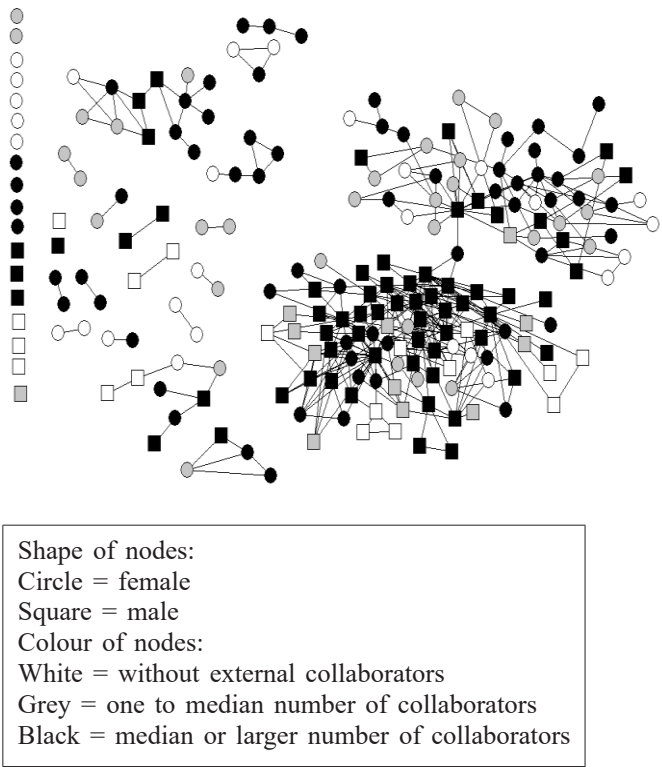 Shape of nodes:
Circle = female
Square = male
Colour of nodes:
White = without external collaborators
Grey = one to median number of collaborators
Black = median or larger number of collaborators